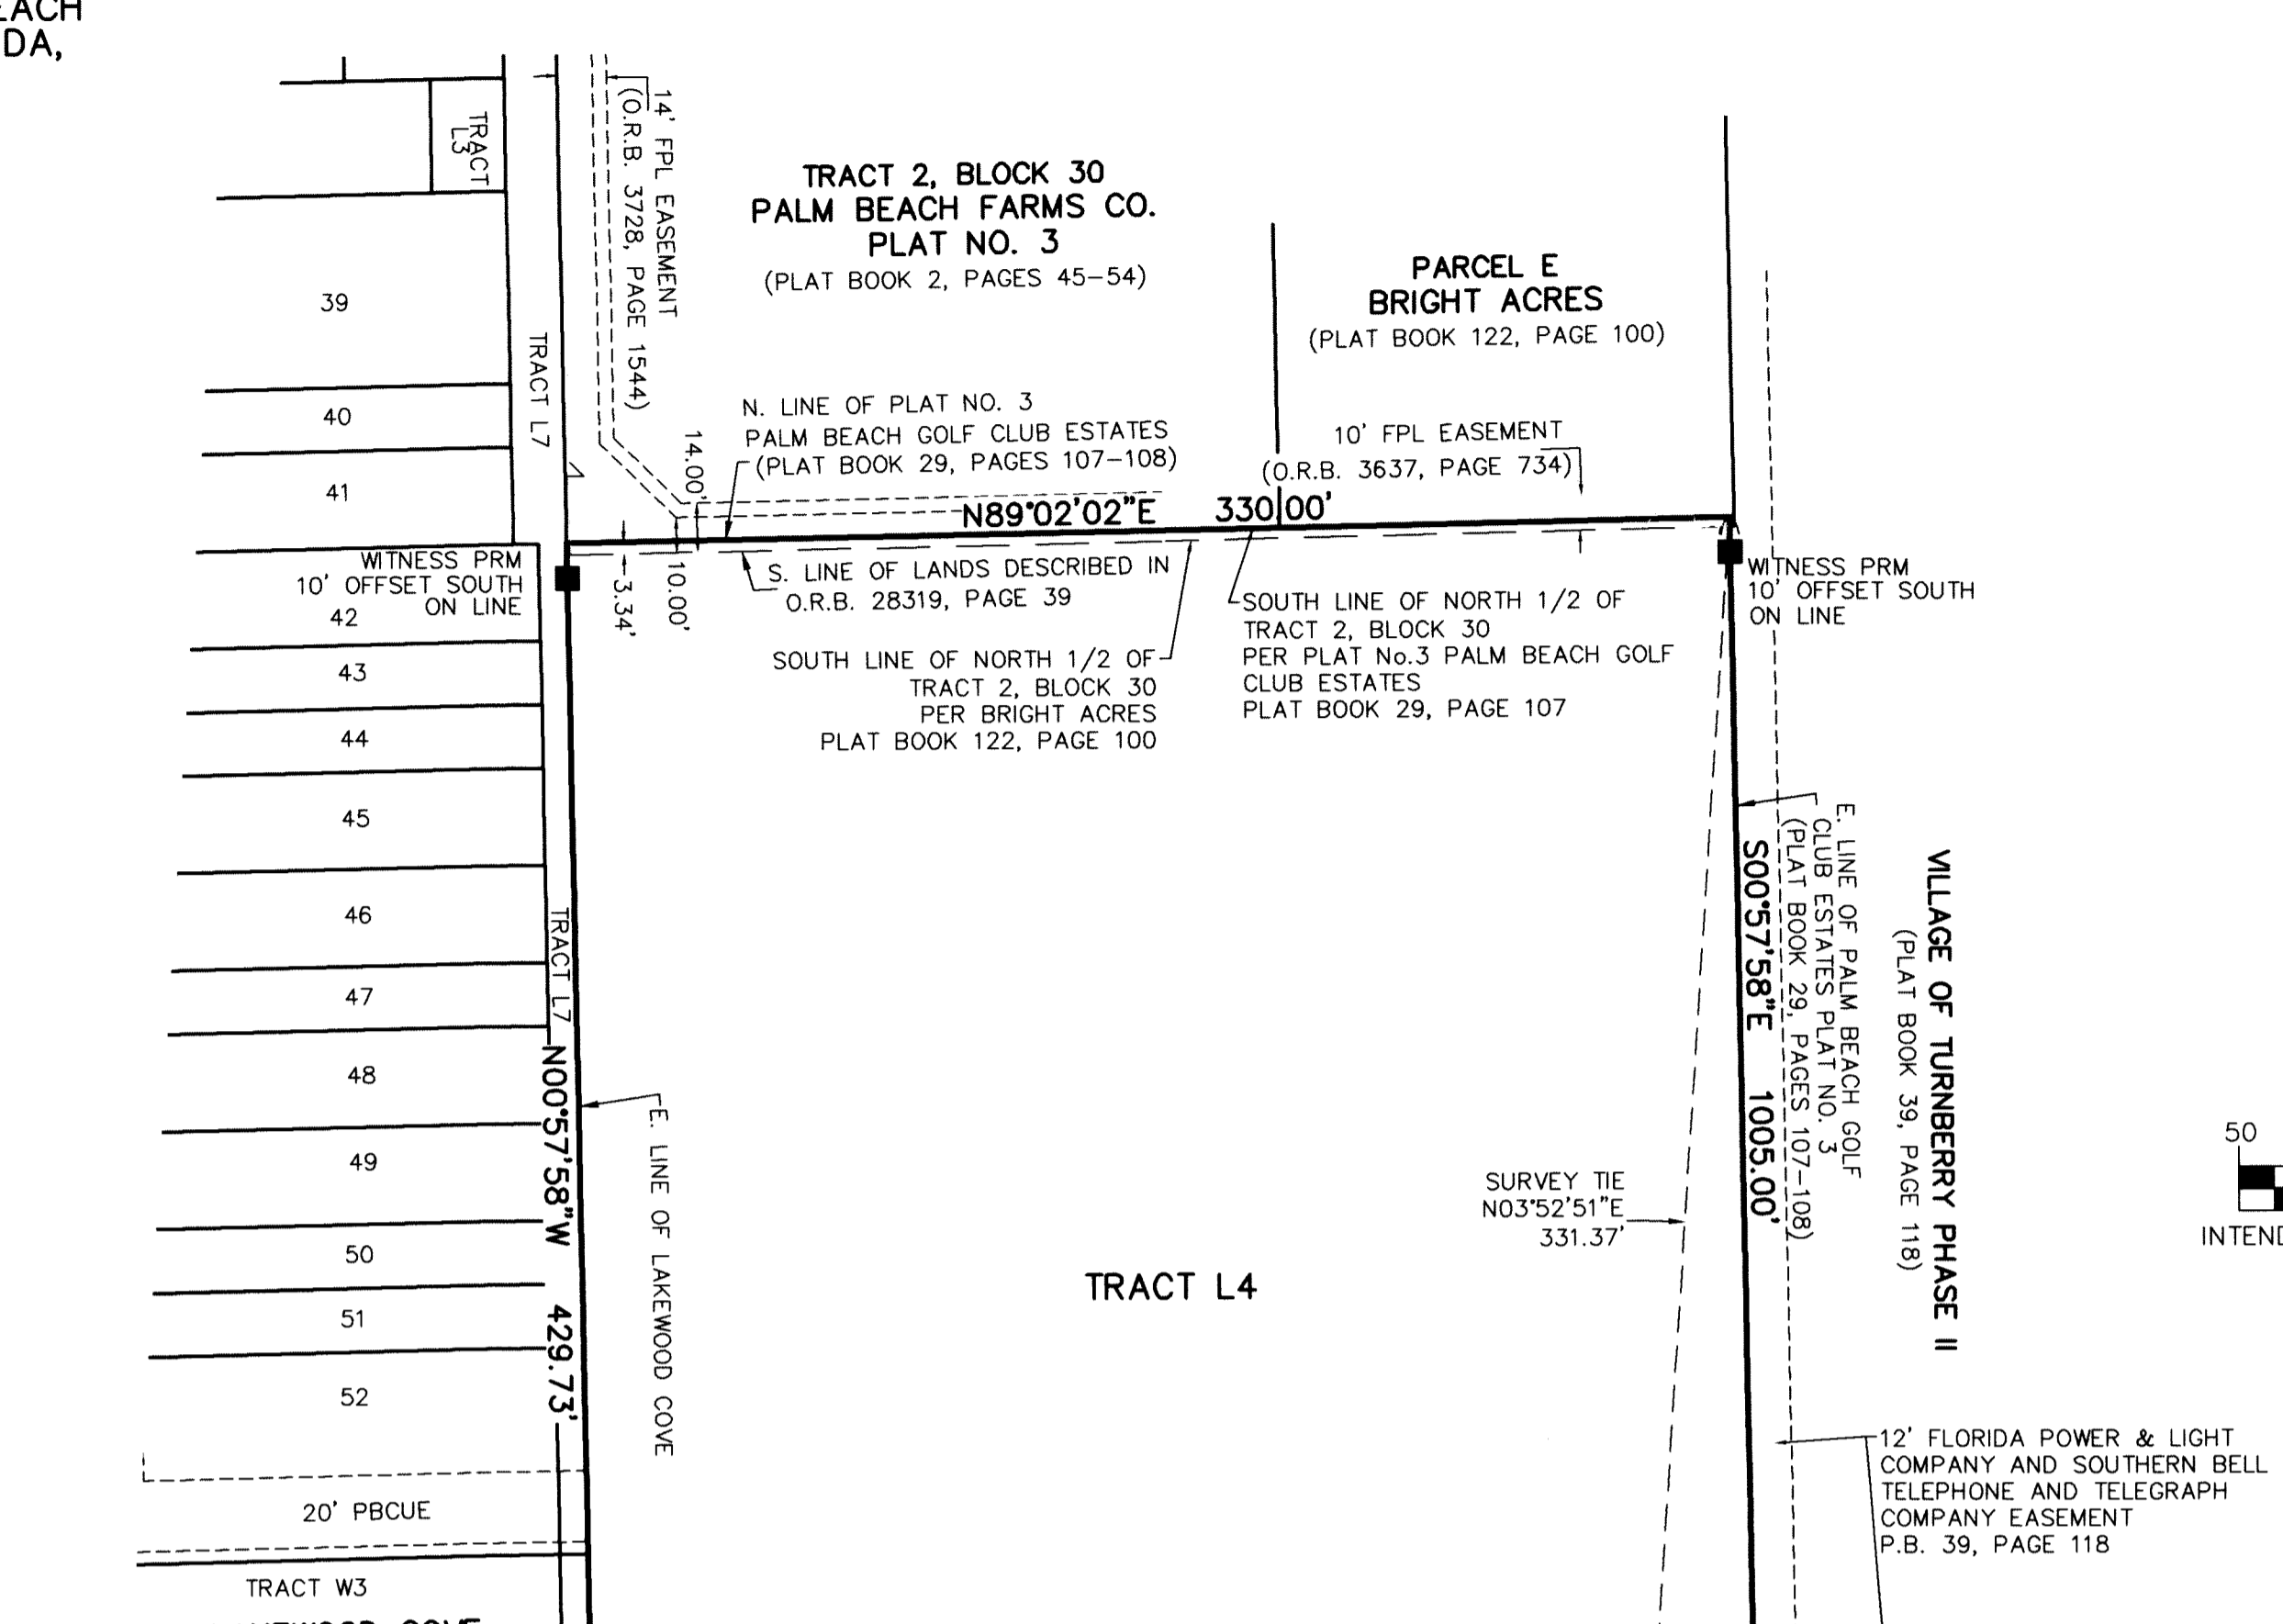 EACH
DA,
TRACT
L3
14' FPL EASEMENT
(O.R.B. 3728, PAGE 1544)
TRACT 2, BLOCK 30
PALM BEACH FARMS CO.
PLAT NO. 3
(PLAT BOOK 2, PAGES 45-54)
PARCEL E
BRIGHT ACRES
(PLAT BOOK 122, PAGE 100)
39
TRACT L7
40
41
N. LINE OF PLAT NO. 3
PALM BEACH GOLF CLUB ESTATES
(PLAT BOOK 29, PAGES 107-108)
14.00'
10' FPL EASEMENT
(O.R.B. 3637, PAGE 734)
N89°02'02"E 330.00'
WITNESS PRM
10' OFFSET SOUTH
ON LINE
3.34'
10.00'
S. LINE OF LANDS DESCRIBED IN
O.R.B. 28319, PAGE 39
SOUTH LINE OF NORTH 1/2 OF
TRACT 2, BLOCK 30
PER BRIGHT ACRES
PLAT BOOK 122, PAGE 100
SOUTH LINE OF NORTH 1/2 OF
TRACT 2, BLOCK 30
PER PLAT No.3 PALM BEACH GOLF
CLUB ESTATES
PLAT BOOK 29, PAGE 107
WITNESS PRM
10' OFFSET SOUTH
ON LINE
42
43
44
45
46
47
48
49
50
51
52
TRACT L7
N00°57'58"W 429.73'
E. LINE OF LAKEWOOD COVE
E. LINE OF PALM BEACH GOLF
CLUB ESTATES PLAT NO. 3
(PLAT BOOK 29, PAGES 107-108)
S00°57'58"E 1005.00'
VILLAGE OF TURNBERRY PHASE II
(PLAT BOOK 39, PAGE 118)
50
INTEND
SURVEY TIE
N03°52'51"E
331.37'
TRACT L4
12' FLORIDA POWER & LIGHT
COMPANY AND SOUTHERN BELL
TELEPHONE AND TELEGRAPH
COMPANY EASEMENT
P.B. 39, PAGE 118
20' PBCUE
TRACT W3